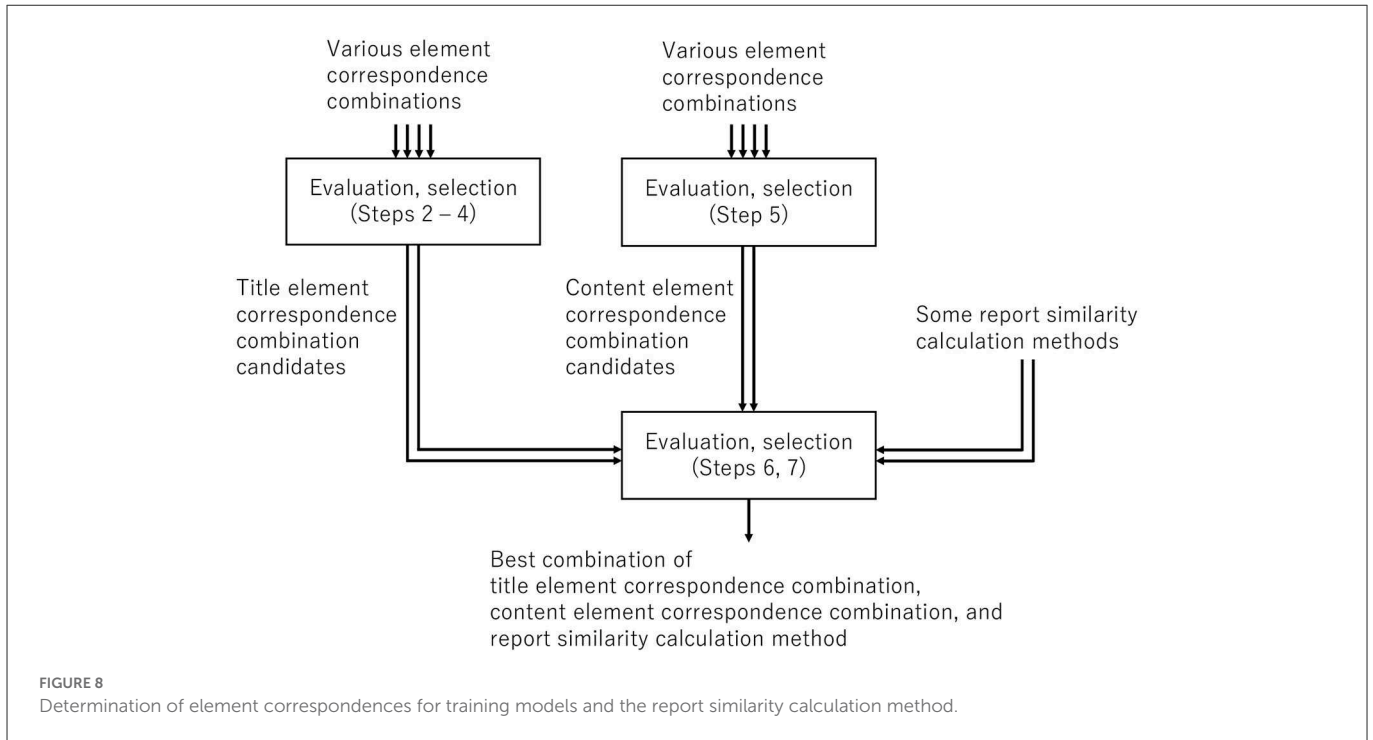 Various element
correspondence
combinations
Various element
correspondence
combinations
Evaluation, selection
(Steps 2 – 4)
Evaluation, selection
(Step 5)
Title element
correspondence
combination
candidates
Content element
correspondence
combination
candidates
Some report similarity
calculation methods
Evaluation, selection
(Steps 6, 7)
Best combination of
title element correspondence combination,
content element correspondence combination, and
report similarity calculation method
FIGURE 8
Determination of element correspondences for training models and the report similarity calculation method.